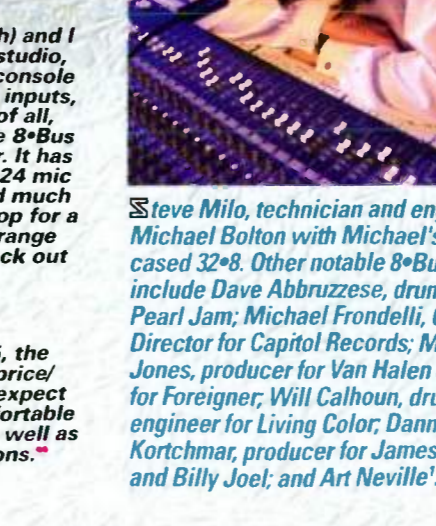 h) and I
studio,
console
inputs,
of all,
e 8•Bus
r. It has
24 mic
d much
op for a
range
ck out
, the
price/
expect
fortable
well as
ons."
Steve Milo, technician and en
Michael Bolton with Michael's
cased 32•8. Other notable 8•Bu
include Dave Abbruzzese, drum
Pearl Jam; Michael Frondelli, C
Director for Capitol Records; M
Jones, producer for Van Halen
for Foreigner; Will Calhoun, dru
engineer for Living Color; Dann
Kortchmar, producer for James
and Billy Joel; and Art Neville¹